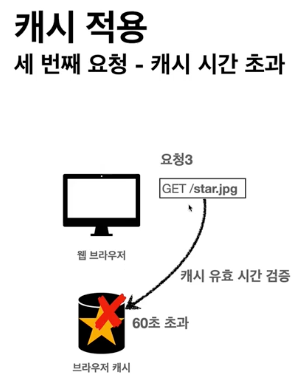 캐시 적용
세 번째 요청 - 캐시 시간 초과
요청3
GET /star.jpg
웹 브라우저
캐시 유효 시간 검증
60초 초과
브라우저 캐시